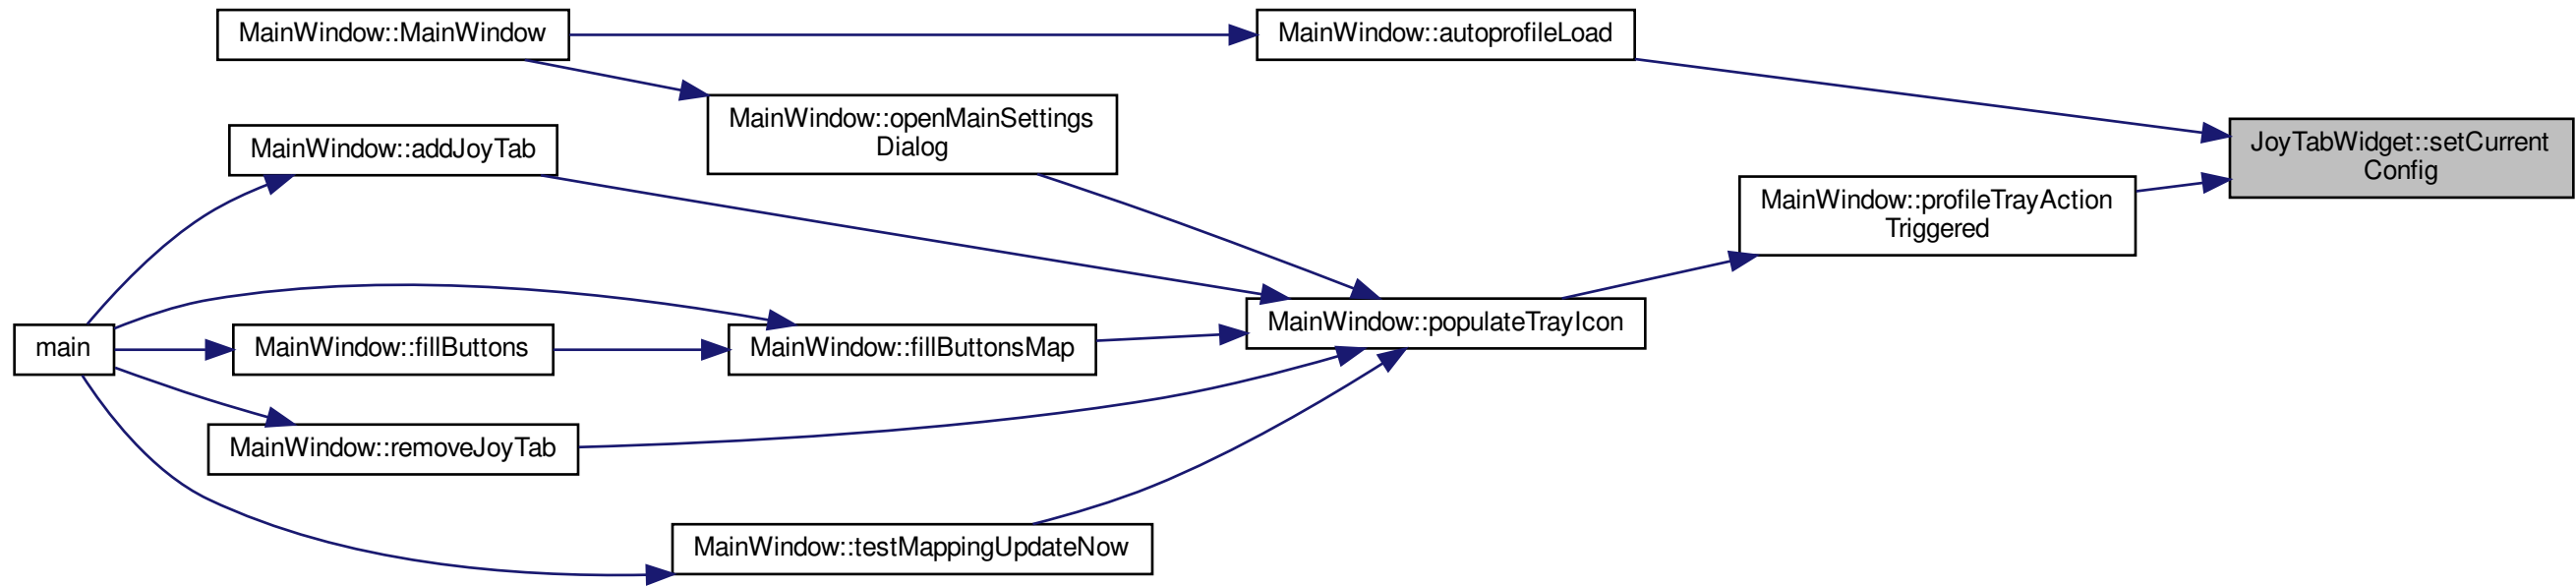 MainWindow::MainWindow
MainWindow::autoprofileLoad
MainWindow::openMainSettings
Dialog
MainWindow::addJoyTab
JoyTabWidget::setCurrent
Config
MainWindow::profileTrayAction
Triggered
MainWindow::populateTrayIcon
main
MainWindow::fillButtons
MainWindow::fillButtonsMap
MainWindow::removeJoyTab
MainWindow::testMappingUpdateNow